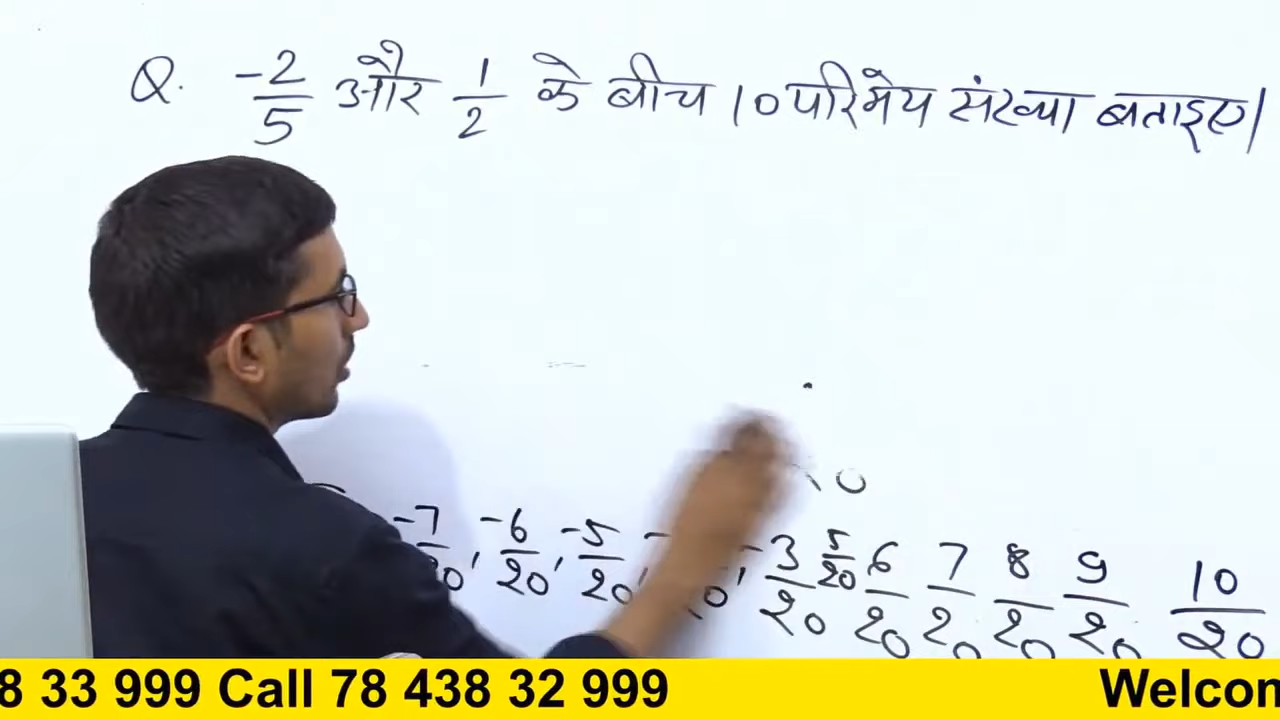 Q. -2/5 और 1/2 के बीच 10 परिमेय संख्या बताइए।
0
-7/20, -6/20, -5/20, -3/20 5/20 6/20 7/20 8/20 9/20 10/20
8 33 999 Call 78 438 32 999 Welcon